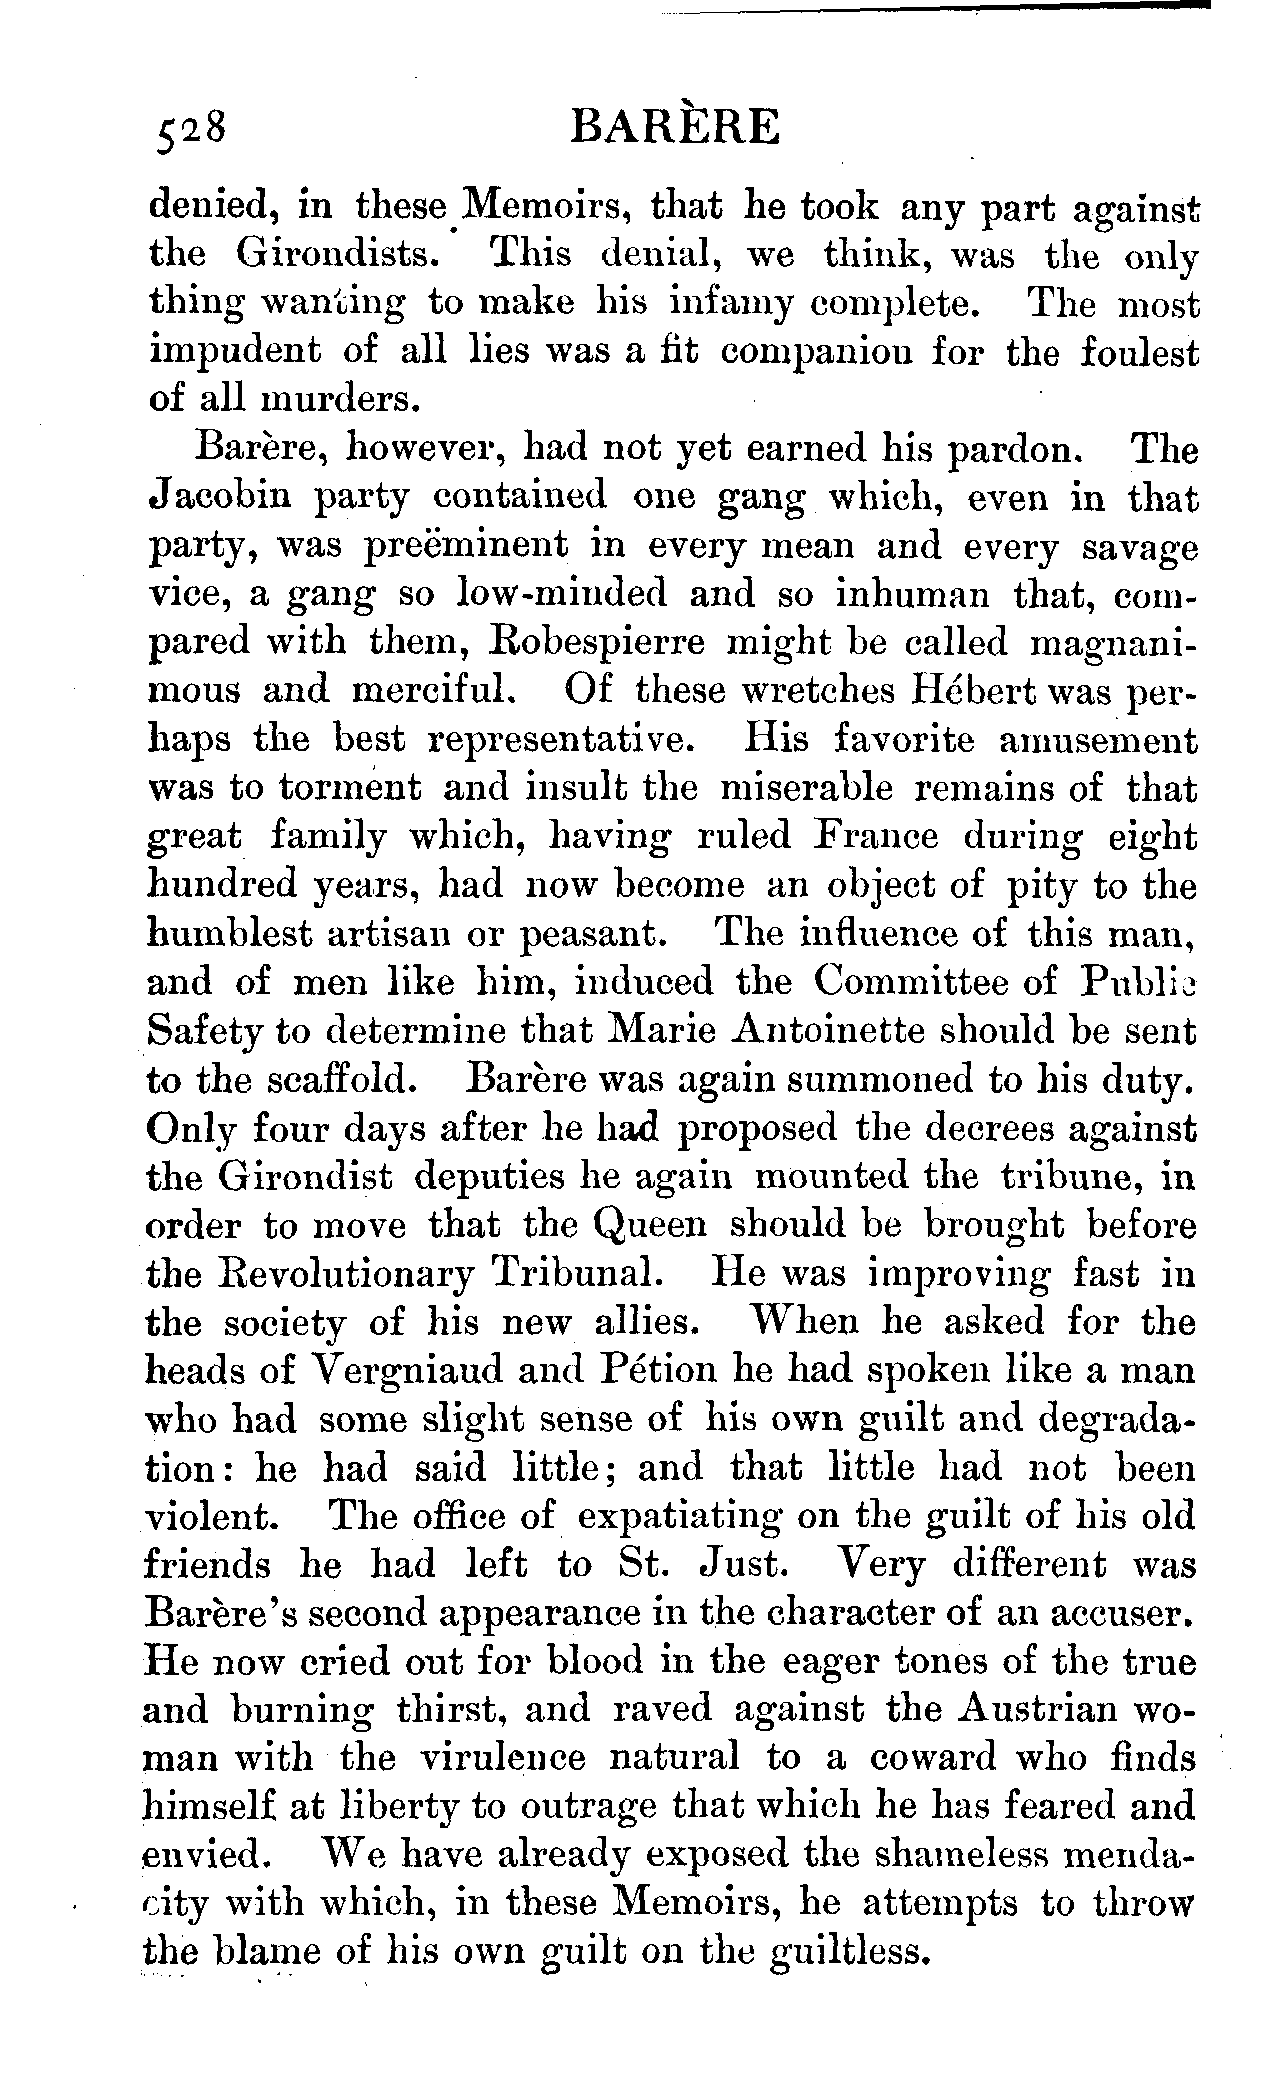 528 BARÈRE
denied, in these Memoirs, that he took any part against
the Girondists. This denial, we think, was the only
thing wanting to make his infamy complete. The most
impudent of all lies was a fit companion for the foulest
of all murders.
Barère, however, had not yet earned his pardon. The
Jacobin party contained one gang which, even in that
party, was preëminent in every mean and every savage
vice, a gang so low-minded and so inhuman that, com-
pared with them, Robespierre might be called magnani-
mous and merciful. Of these wretches Hébert was per-
haps the best representative. His favorite amusement
was to torment and insult the miserable remains of that
great family which, having ruled France during eight
hundred years, had now become an object of pity to the
humblest artisan or peasant. The influence of this man,
and of men like him, induced the Committee of Public
Safety to determine that Marie Antoinette should be sent
to the scaffold. Barère was again summoned to his duty.
Only four days after he had proposed the decrees against
the Girondist deputies he again mounted the tribune, in
order to move that the Queen should be brought before
the Revolutionary Tribunal. He was improving fast in
the society of his new allies. When he asked for the
heads of Vergniaud and Pétion he had spoken like a man
who had some slight sense of his own guilt and degrada-
tion: he had said little; and that little had not been
violent. The office of expatiating on the guilt of his old
friends he had left to St. Just. Very different was
Barère's second appearance in the character of an accuser.
He now cried out for blood in the eager tones of the true
and burning thirst, and raved against the Austrian wo-
man with the virulence natural to a coward who finds
himself at liberty to outrage that which he has feared and
envied. We have already exposed the shameless menda-
city with which, in these Memoirs, he attempts to throw
the blame of his own guilt on the guiltless.